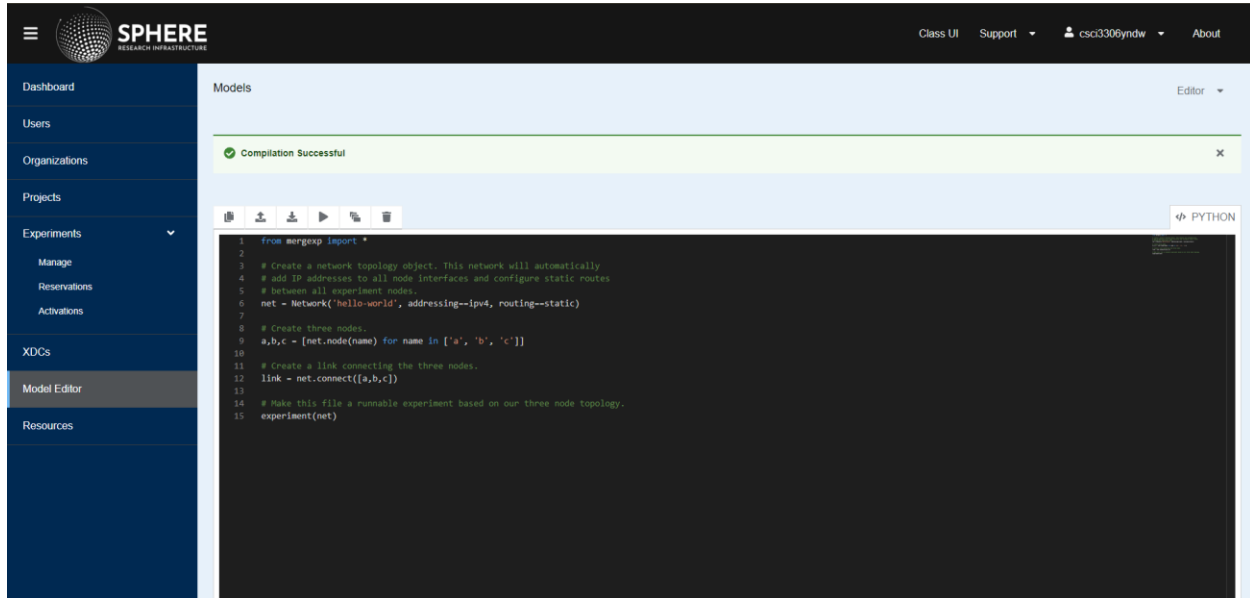 SPHERE
RESEARCH INFRASTRUCTURE
Class UI Support csci3306yndw About
Dashboard
Users
Organizations
Projects
Experiments
Manage
Reservations
Activations
XDCs
Model Editor
Resources
Models
Editor
Compilation Successful
</> PYTHON
1 from mergexp import *
2
3 # Create a network topology object. This network will automatically
4 # add IP addresses to all node interfaces and configure static routes
5 # between all experiment nodes.
6 net = Network('hello-world', addressing==ipv4, routing==static)
7
8 # Create three nodes.
9 a,b,c = [net.node(name) for name in ['a', 'b', 'c']]
10
11 # Create a link connecting the three nodes.
12 link = net.connect([a,b,c])
13
14 # Make this file a runnable experiment based on our three node topology.
15 experiment(net)